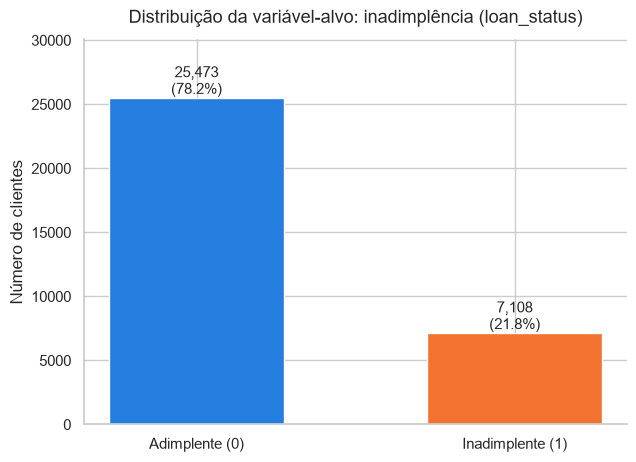 Distribuição da variável-alvo: inadimplência (loan_status)
Número de clientes
30000
25000
20000
15000
10000
5000
0
25,473
(78.2%)
7,108
(21.8%)
Adimplente (0)
Inadimplente (1)